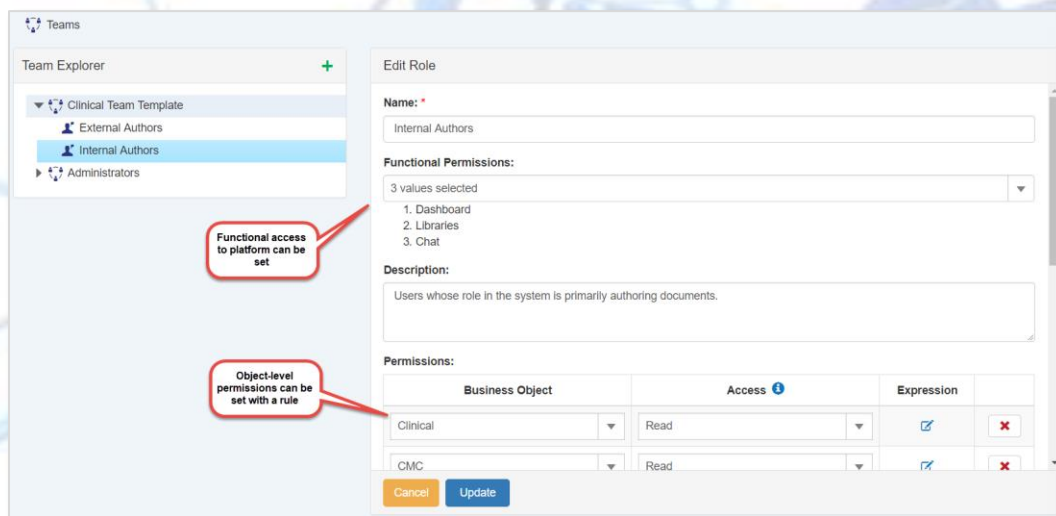 Teams
Team Explorer
+
Clinical Team Template
External Authors
Internal Authors
Administrators
Functional access
to platform can be
set
Object-level
permissions can be
set with a rule
Edit Role
Name: *
Internal Authors
Functional Permissions:
3 values selected
1. Dashboard
2. Libraries
3. Chat
Description:
Users whose role in the system is primarily authoring documents.
Permissions:
Business Object Access Expression
Clinical Read
CMC Read
Cancel Update